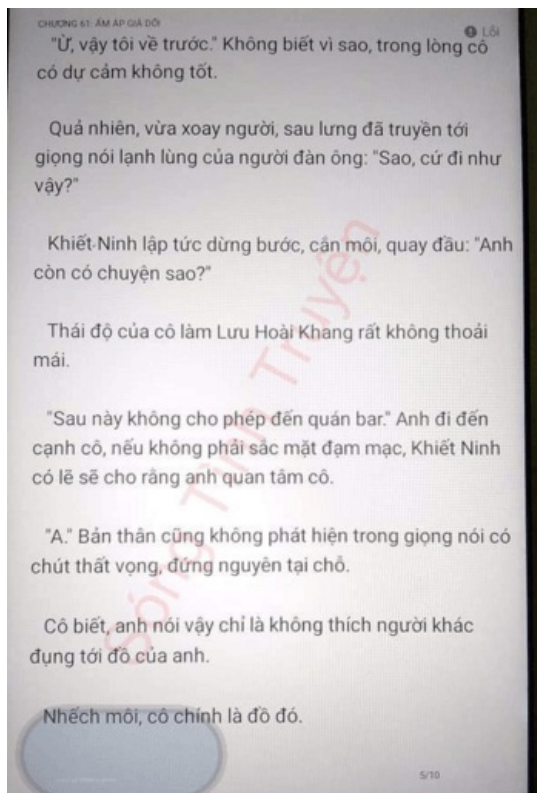 CHƯƠNG 61: ẤM ÁP GIẢ DỐI
Lỗi
"Ừ, vậy tôi về trước." Không biết vì sao, trong lòng cô
có dự cảm không tốt.
Quả nhiên, vừa xoay người, sau lưng đã truyền tới
giọng nói lạnh lùng của người đàn ông: "Sao, cứ đi như
vậy?"
Khiết Ninh lập tức dừng bước, cắn môi, quay đầu: "Anh
còn có chuyện sao?"
Thái độ của cô làm Lưu Hoài Khang rất không thoải
mái.
"Sau này không cho phép đến quán bar." Anh đi đến
cạnh cô, nếu không phải sắc mặt đạm mạc, Khiết Ninh
có lẽ sẽ cho rằng anh quan tâm cô.
"A." Bản thân cũng không phát hiện trong giọng nói có
chút thất vọng, đứng nguyên tại chỗ.
Cô biết, anh nói vậy chỉ là không thích người khác
đụng tới đồ của anh.
Nhếch môi, cô chính là đồ đó.
5/10
Sóng Tình Truyện